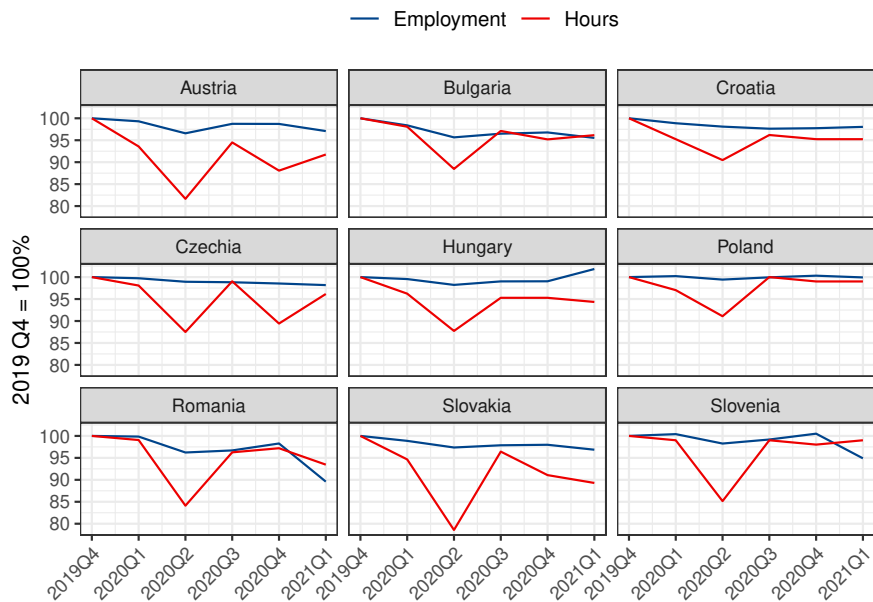 Employment Hours
Austria Bulgaria Croatia
100
95
90
85
80
Czechia Hungary Poland
100
95
90
85
80
Romania Slovakia Slovenia
100
95
90
85
80
2019 Q4 = 100%
2019Q4 2020Q1 2020Q2 2020Q3 2020Q4 2021Q1 2019Q4 2020Q1 2020Q2 2020Q3 2020Q4 2021Q1 2019Q4 2020Q1 2020Q2 2020Q3 2020Q4 2021Q1